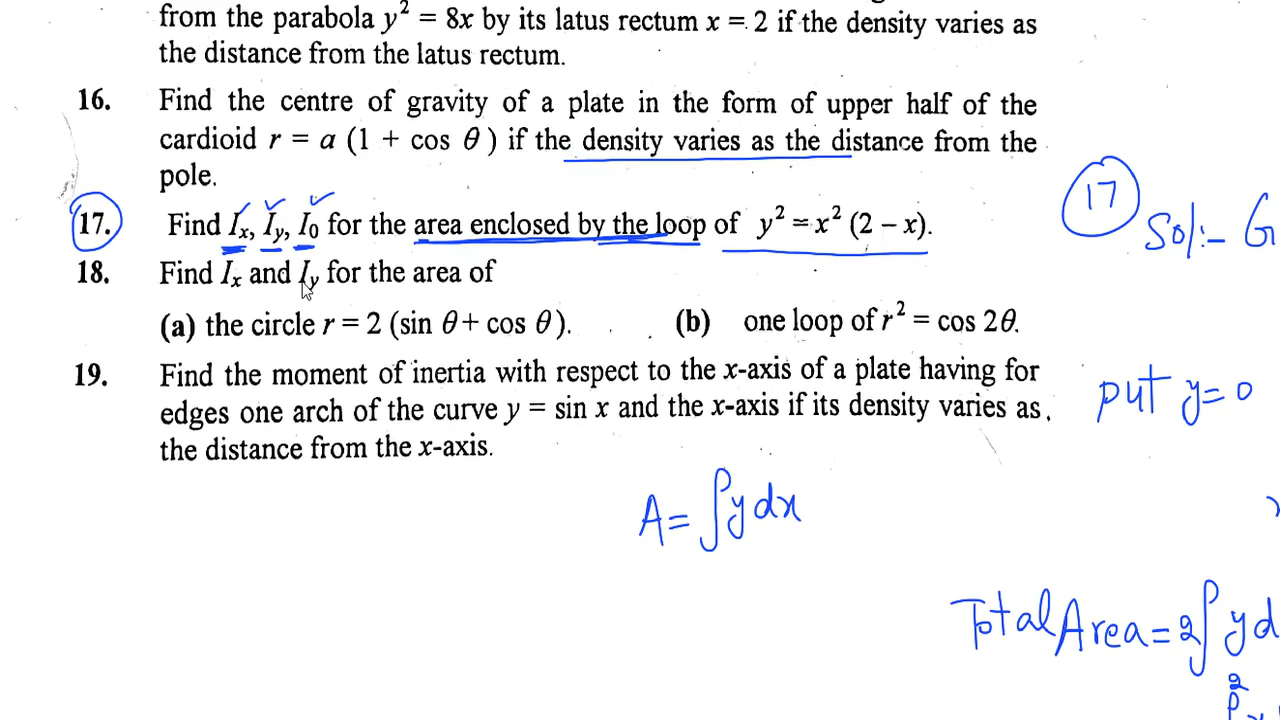 from the parabola y² = 8x by its latus rectum x = 2 if the density varies as
the distance from the latus rectum.
16. Find the centre of gravity of a plate in the form of upper half of the
cardioid r = a (1 + cos θ) if the density varies as the distance from the
pole.
17. Find Iₓ, I_y, I₀ for the area enclosed by the loop of y² = x² (2 − x).
18. Find Iₓ and I_y for the area of
(a) the circle r = 2 (sin θ + cos θ). (b) one loop of r² = cos 2θ.
19. Find the moment of inertia with respect to the x-axis of a plate having for
edges one arch of the curve y = sin x and the x-axis if its density varies as
the distance from the x-axis.
17
Sol:- G
put y=0
A= ∫y dx
Total Area = 2∫ y d
2